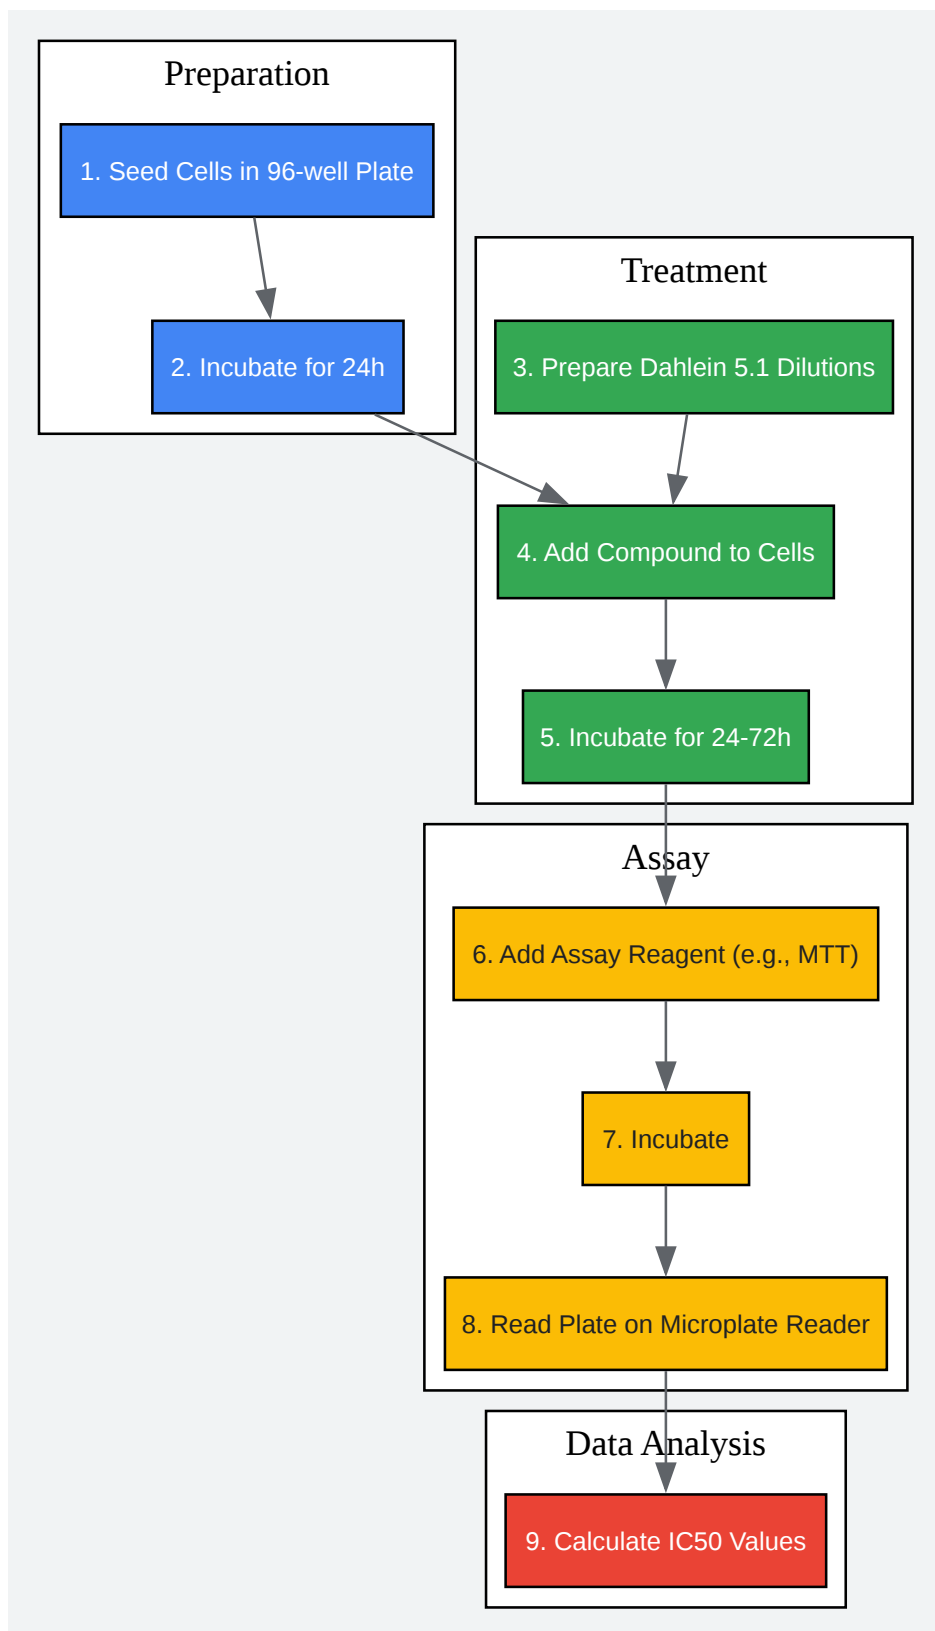 Preparation
1. Seed Cells in 96-well Plate
2. Incubate for 24h
Treatment
3. Prepare Dahlein 5.1 Dilutions
4. Add Compound to Cells
5. Incubate for 24-72h
Assay
6. Add Assay Reagent (e.g., MTT)
7. Incubate
8. Read Plate on Microplate Reader
Data Analysis
9. Calculate IC50 Values